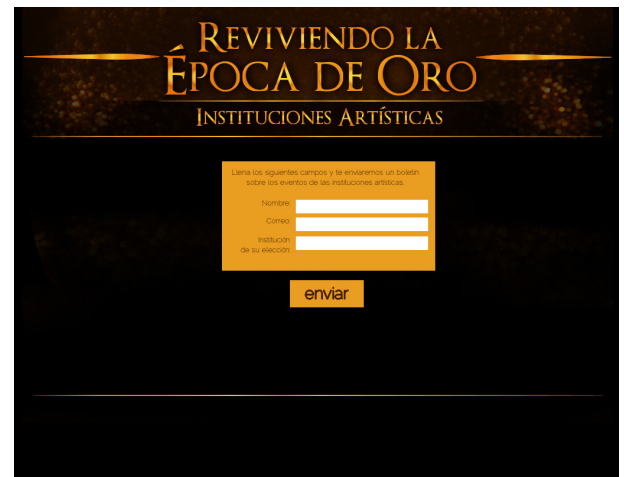 REVIVIENDO LA
ÉPOCA DE ORO
INSTITUCIONES ARTÍSTICAS
Llena los siguientes campos y te enviaremos un boletín
sobre los eventos de las instituciones artísticas.
Nombre:
Correo:
Institución
de su elección:
enviar